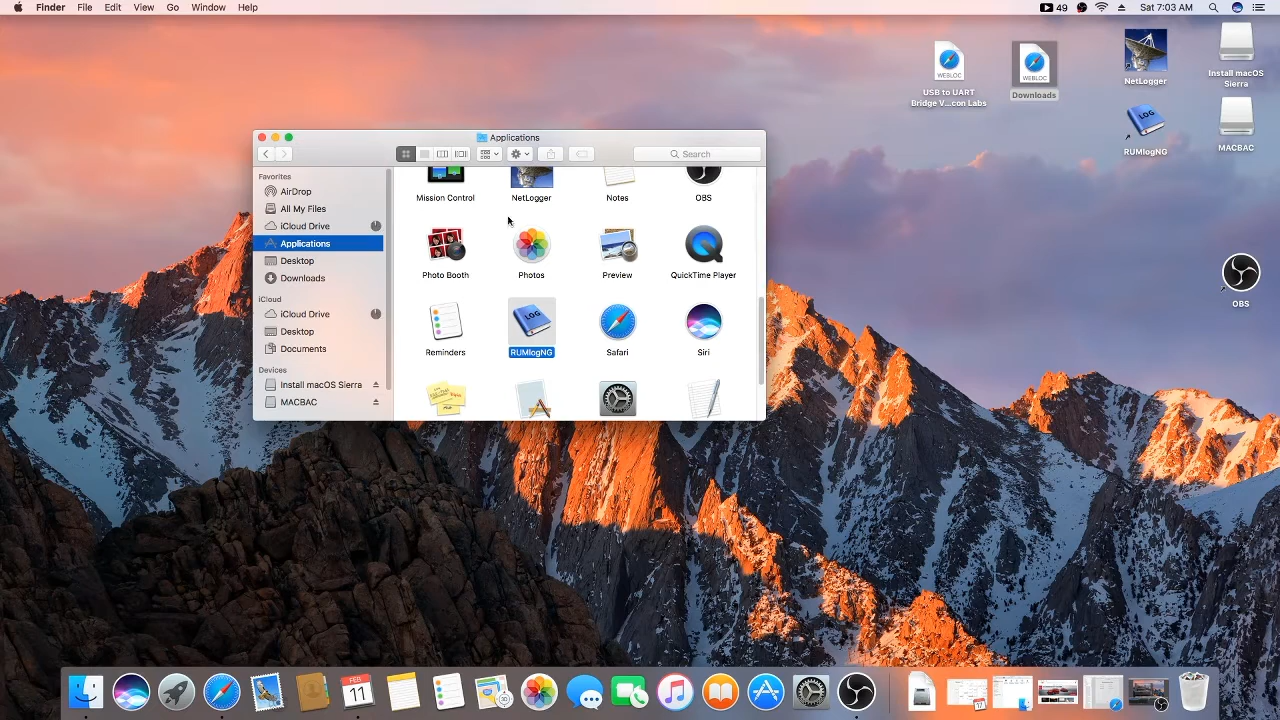 Finder File Edit View Go Window Help
49 Sat 7:03 AM
WEBLOC
USB to UART
Bridge V...con Labs
WEBLOC
Downloads
NetLogger
Install macOS
Sierra
LOG
RUMlogNG
MACBAC
OBS
Applications
Search
Favorites
AirDrop
All My Files
iCloud Drive
Applications
Desktop
Downloads
iCloud
iCloud Drive
Desktop
Documents
Devices
Install macOS Sierra
MACBAC
Mission Control
NetLogger
Notes
OBS
Photo Booth
Photos
Preview
QuickTime Player
Reminders
LOG
RUMlogNG
Safari
Siri
FEB
11